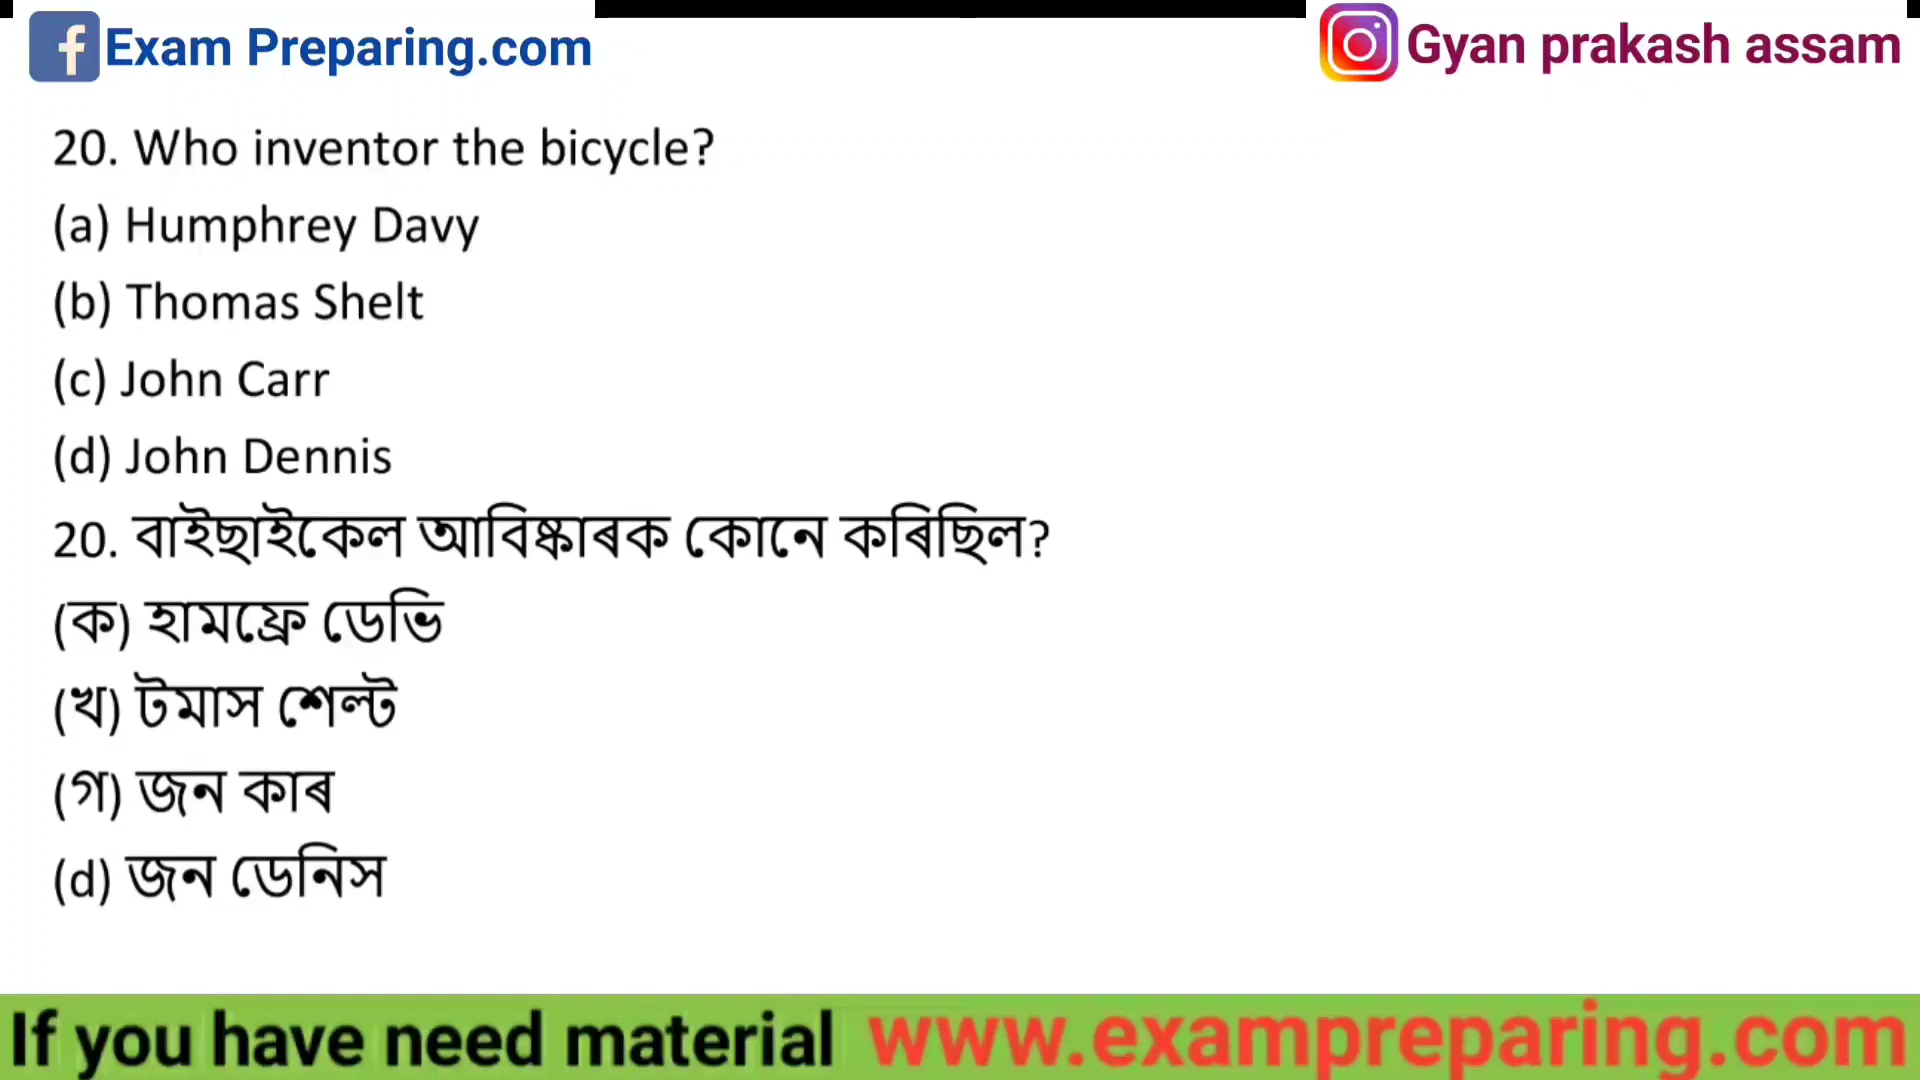 Exam Preparing.com
Gyan prakash assam
20. Who inventor the bicycle?
(a) Humphrey Davy
(b) Thomas Shelt
(c) John Carr
(d) John Dennis
20. বাইছাইকেল আবিষ্কাৰক কোনে কৰিছিল?
(ক) হামফ্ৰে ডেভি
(খ) টমাস শেল্ট
(গ) জন কাৰ
(d) জন ডেনিস
If you have need material www.exampreparing.com